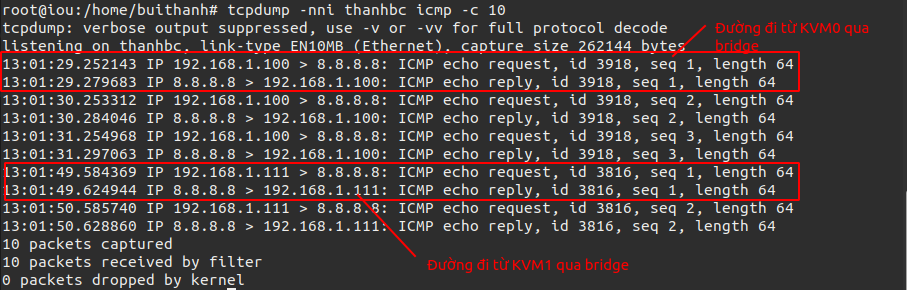 root@iou:/home/buithanh# tcpdump -nni thanhbc icmp -c 10
tcpdump: verbose output suppressed, use -v or -vv for full protocol decode
listening on thanhbc, link-type EN10MB (Ethernet), capture size 262144 bytes
Đường đi từ KVM0 qua
bridge
13:01:29.252143 IP 192.168.1.100 > 8.8.8.8: ICMP echo request, id 3918, seq 1, length 64
13:01:29.279683 IP 8.8.8.8 > 192.168.1.100: ICMP echo reply, id 3918, seq 1, length 64
13:01:30.253312 IP 192.168.1.100 > 8.8.8.8: ICMP echo request, id 3918, seq 2, length 64
13:01:30.284046 IP 8.8.8.8 > 192.168.1.100: ICMP echo reply, id 3918, seq 2, length 64
13:01:31.254968 IP 192.168.1.100 > 8.8.8.8: ICMP echo request, id 3918, seq 3, length 64
13:01:31.297063 IP 8.8.8.8 > 192.168.1.100: ICMP echo reply, id 3918, seq 3, length 64
13:01:49.584369 IP 192.168.1.111 > 8.8.8.8: ICMP echo request, id 3816, seq 1, length 64
13:01:49.624944 IP 8.8.8.8 > 192.168.1.111: ICMP echo reply, id 3816, seq 1, length 64
13:01:50.585740 IP 192.168.1.111 > 8.8.8.8: ICMP echo request, id 3816, seq 2, length 64
13:01:50.628860 IP 8.8.8.8 > 192.168.1.111: ICMP echo reply, id 3816, seq 2, length 64
10 packets captured
10 packets received by filter
Đường đi từ KVM1 qua bridge
0 packets dropped by kernel